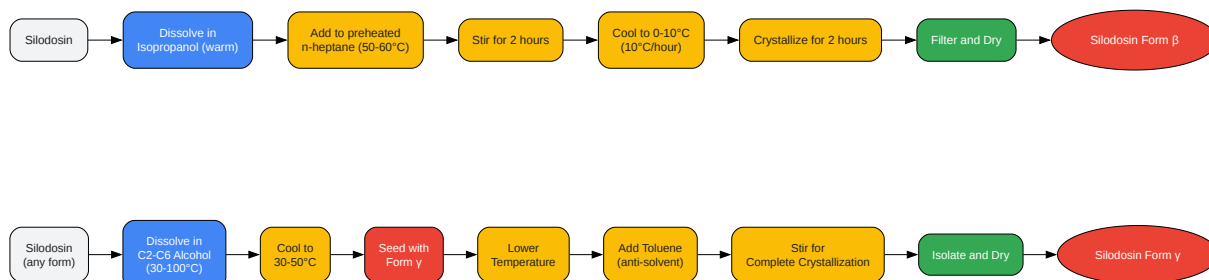 Silodosin
Dissolve in
Isopropanol (warm)
Add to preheated
n-heptane (50-60°C)
Stir for 2 hours
Cool to 0-10°C
(10°C/hour)
Crystallize for 2 hours
Filter and Dry
Silodosin Form β
Silodosin
(any form)
Dissolve in
C2-C6 Alcohol
(30-100°C)
Cool to
30-50°C
Seed with
Form γ
Lower
Temperature
Add Toluene
(anti-solvent)
Stir for
Complete Crystallization
Isolate and Dry
Silodosin Form γ